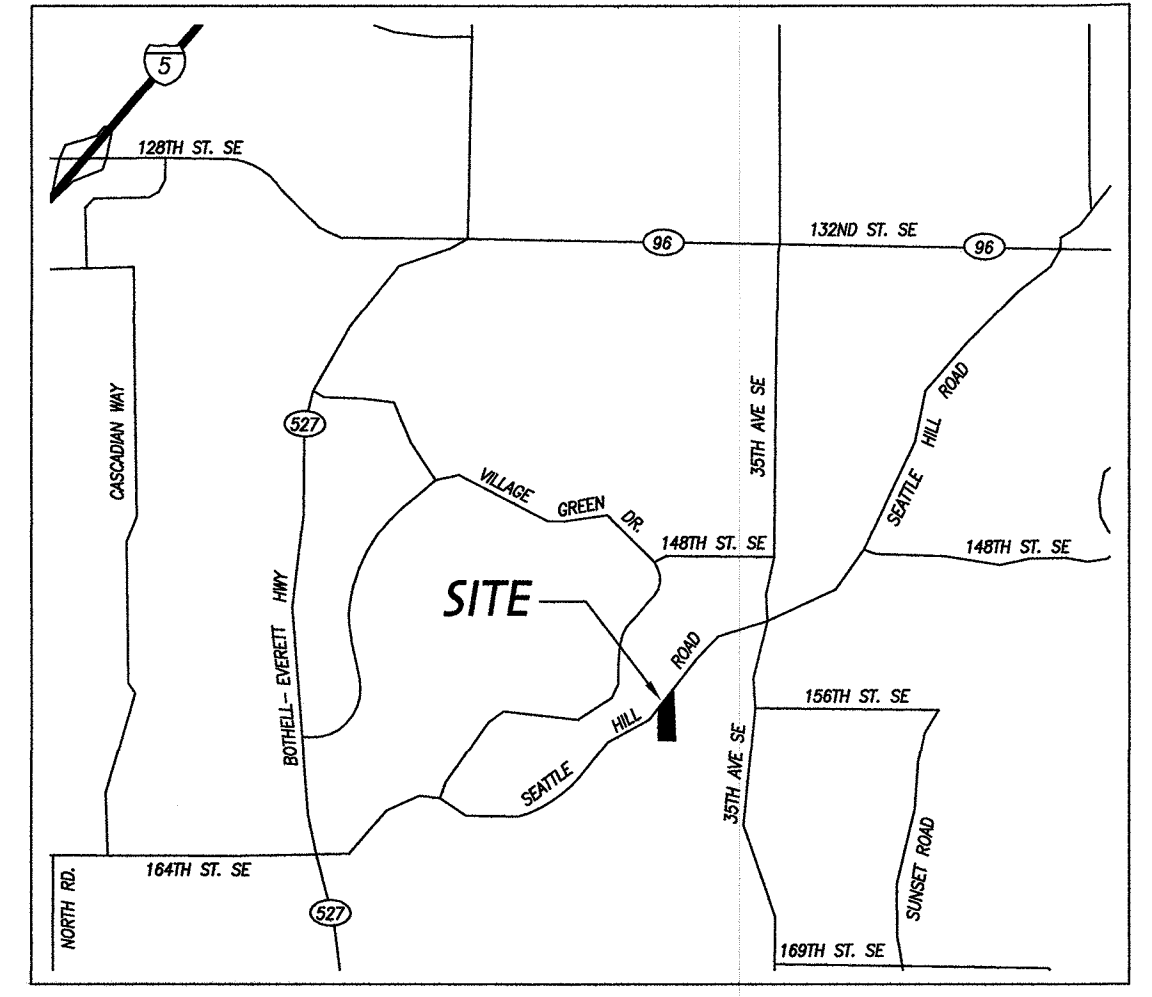 5
128TH ST. SE
132ND ST. SE
96
96
CASCADIAN WAY
527
35TH AVE SE
SEATTLE HILL ROAD
VILLAGE GREEN DR.
148TH ST. SE
148TH ST. SE
SITE
BOTHELL-EVERETT HWY
ROAD
HILL
SEATTLE
156TH ST. SE
35TH AVE SE
SUNSET ROAD
164TH ST. SE
NORTH RD.
527
169TH ST. SE